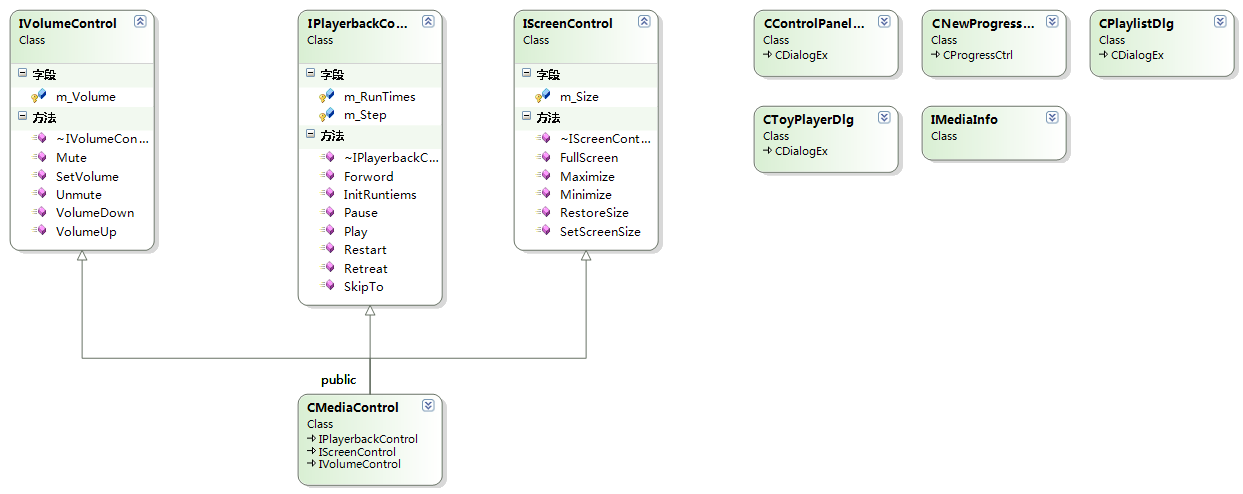 IVolumeControl
Class
字段
m_Volume
方法
~IVolumeCon...
Mute
SetVolume
Unmute
VolumeDown
VolumeUp
IPlayerbackCo...
Class
字段
m_RunTimes
m_Step
方法
~IPlayerbackC...
Forword
InitRuntiems
Pause
Play
Restart
Retreat
SkipTo
IScreenControl
Class
字段
m_Size
方法
~IScreenCont...
FullScreen
Maximize
Minimize
RestoreSize
SetScreenSize
public
CMediaControl
Class
IPlayerbackControl
IScreenControl
IVolumeControl
CControlPanel...
Class
CDialogEx
CNewProgress...
Class
CProgressCtrl
CPlaylistDlg
Class
CDialogEx
CToyPlayerDlg
Class
CDialogEx
IMediaInfo
Class